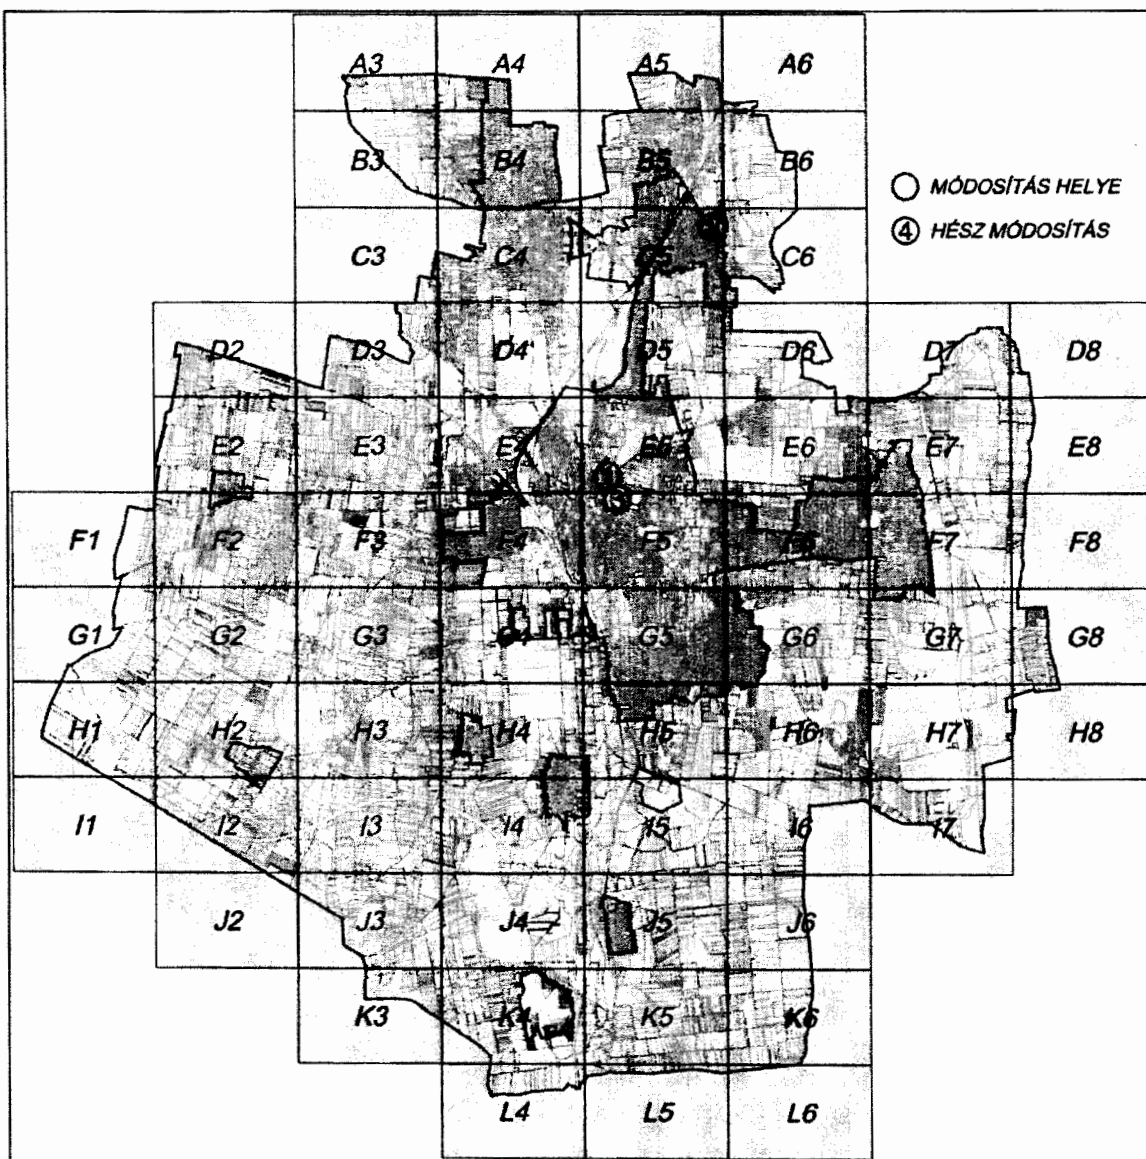 A3 A4 A5 A6
B3 B4 B5 B6
○ MÓDOSÍTÁS HELYE
④ HÉSZ MÓDOSÍTÁS
C3 C4 C5 C6
D2 D3 D4 D5 D6 D7 D8
E2 E3 E4 E5 E6 E7 E8
F1 F2 F3 F4 F5 F6 F7 F8
G1 G2 G3 G4 G5 G6 G7 G8
H1 H2 H3 H4 H5 H6 H7 H8
I1 I2 I3 I4 I5 I6 I7
J2 J3 J4 J5 J6
K3 K4 K5 K6
L4 L5 L6